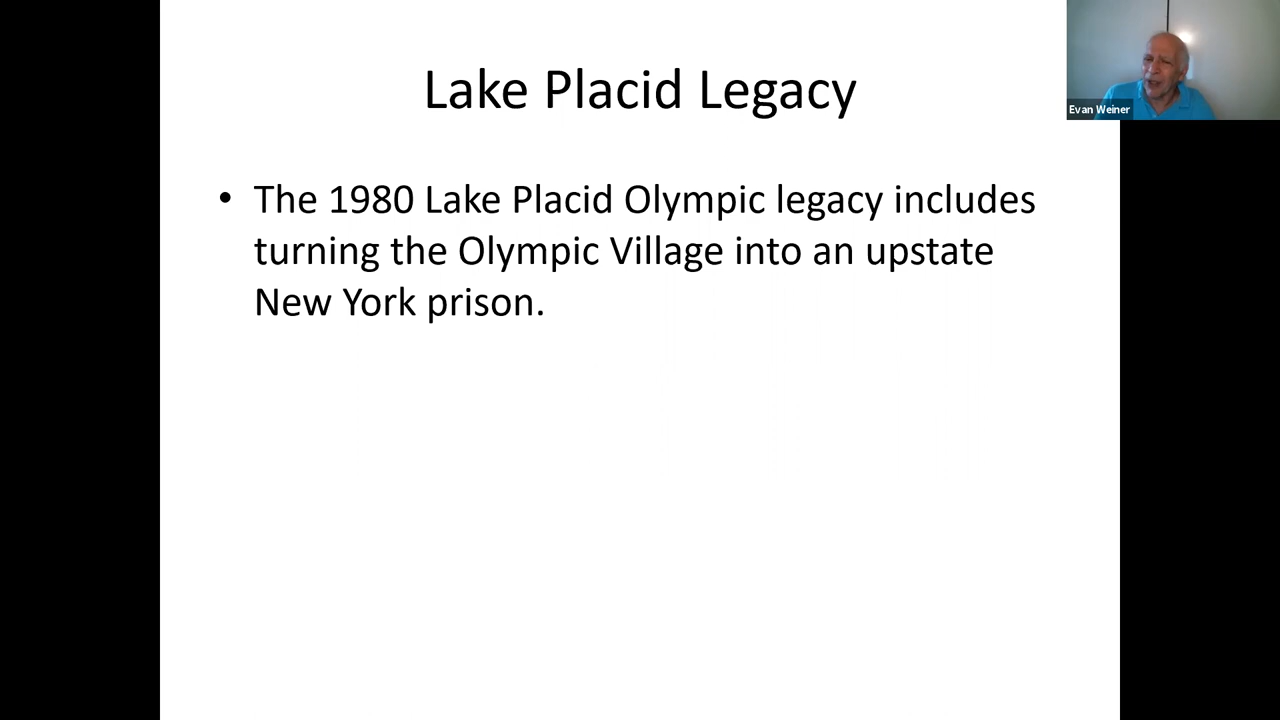 Lake Placid Legacy
Evan Weiner
• The 1980 Lake Placid Olympic legacy includes
turning the Olympic Village into an upstate
New York prison.